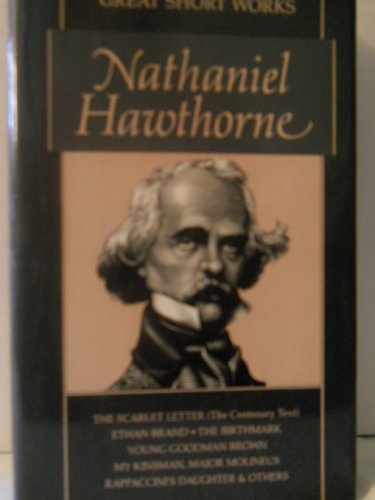 GREAT SHORT WORKS
Nathaniel
Hawthorne
THE SCARLET LETTER (The Centenary Text)
ETHAN BRAND • THE BIRTHMARK
YOUNG GOODMAN BROWN
MY KINSMAN, MAJOR MOLINEUX
RAPPACCINI'S DAUGHTER & OTHERS